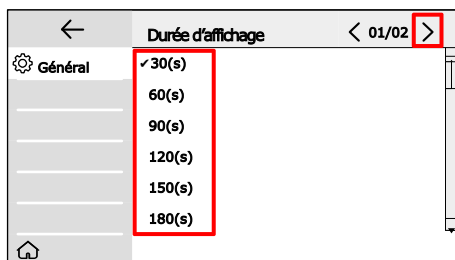 Durée d'affichage 01/02
Général
✓30(s)
60(s)
90(s)
120(s)
150(s)
180(s)